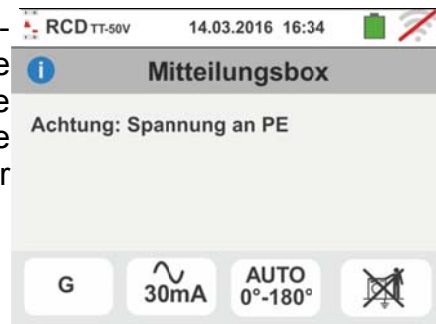 RCD TT-50V 14.03.2016 16:34
Mitteilungsbox
Achtung: Spannung an PE
G 30mA AUTO 0°-180°